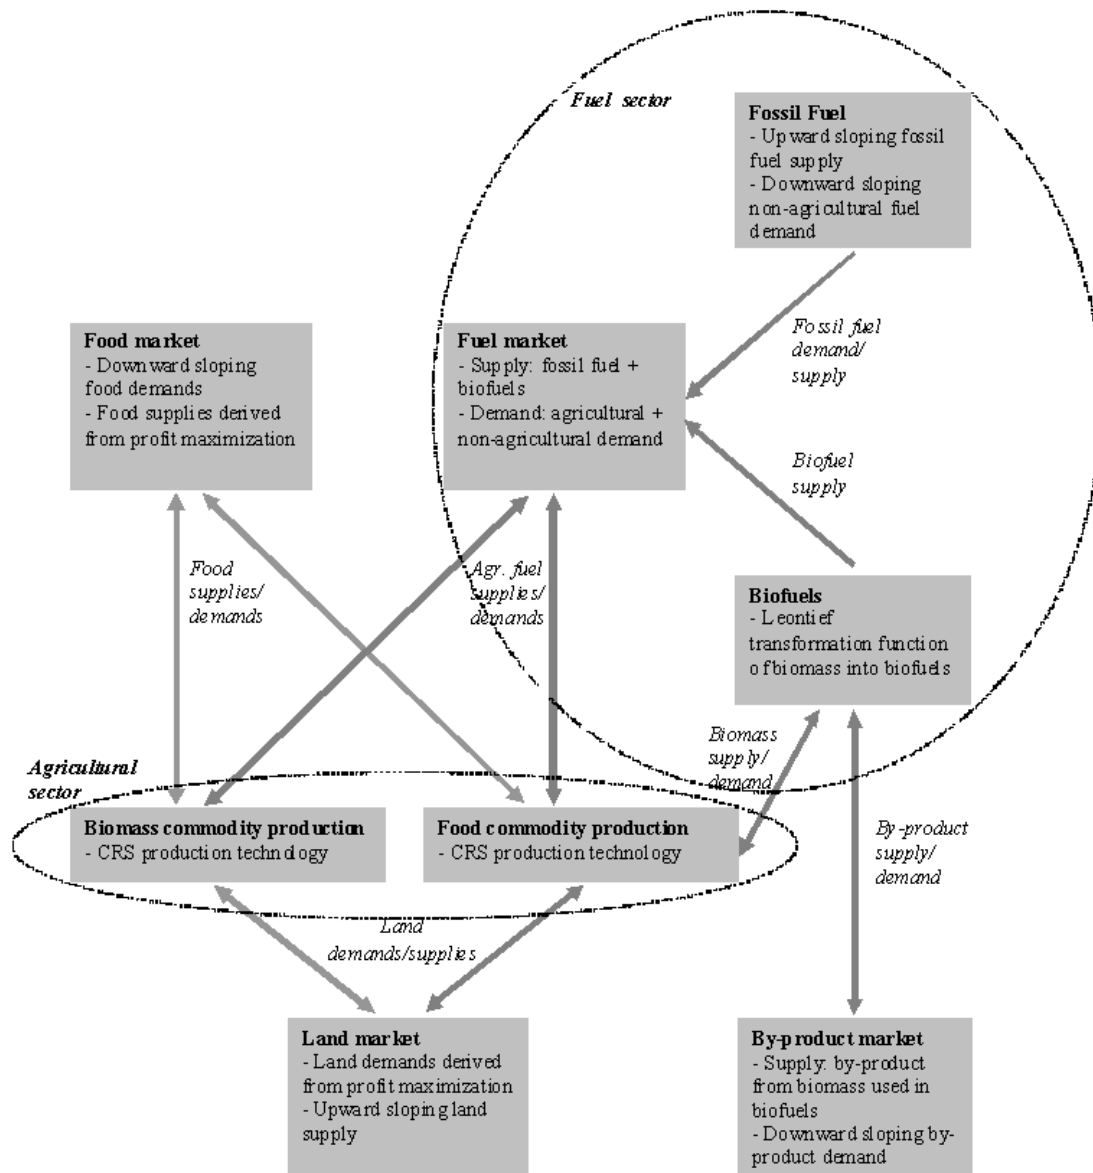 Fuel sector
Fossil Fuel
- Upward sloping fossil
fuel supply
- Downward sloping
non-agricultural fuel
demand
Fossil fuel
demand/
supply
Food market
- Downward sloping
food demands
- Food supplies derived
from profit maximization
Fuel market
- Supply: fossil fuel +
biofuels
- Demand: agricultural +
non-agricultural demand
Biofuel
supply
Food
supplies/
demands
Agr. fuel
supplies/
demands
Biofuels
- Leontief
transformation function
of biomass into biofuels
Biomass
supply/
demand
Agricultural
sector
Biomass commodity production
- CRS production technology
Food commodity production
- CRS production technology
By-product
supply/
demand
Land
demands/supplies
Land market
- Land demands derived
from profit maximization
- Upward sloping land
supply
By-product market
- Supply: by-product
from biomass used in
biofuels
- Downward sloping by-
product demand